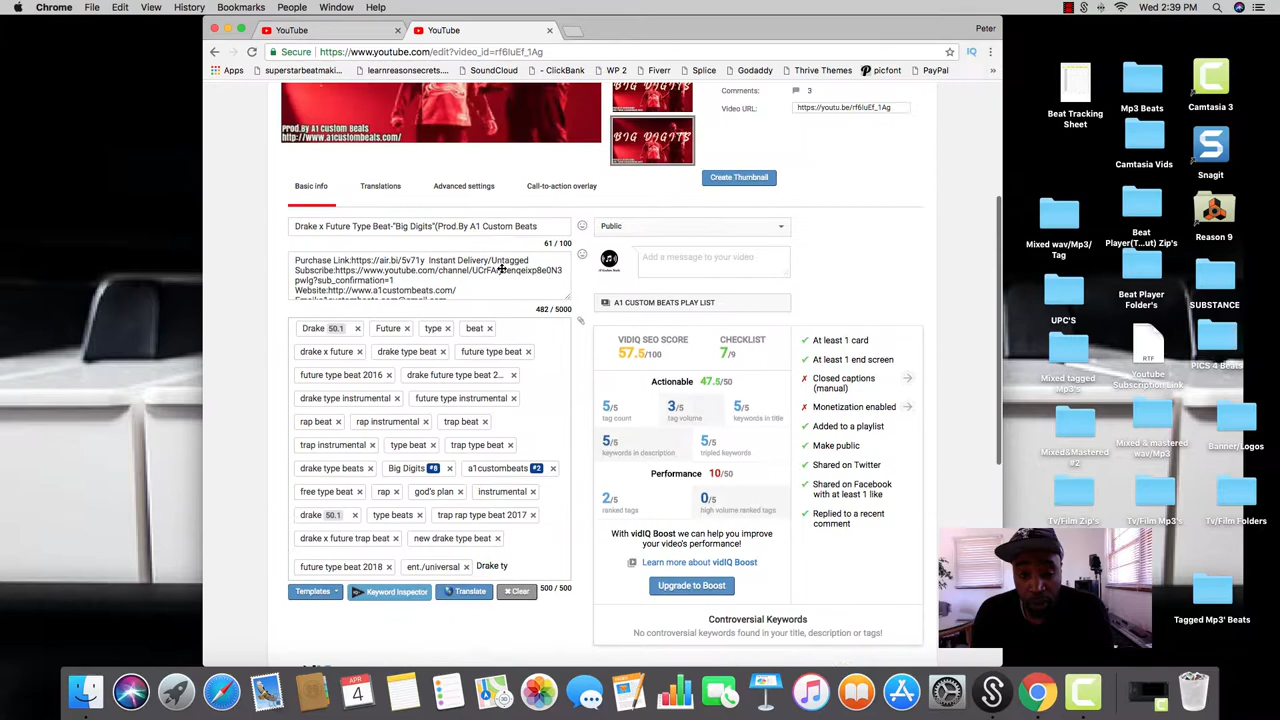 Chrome File Edit View History Bookmarks People Window Help
Wed 2:39 PM
YouTube
YouTube
Peter
Secure https://www.youtube.com/edit?video_id=rf6IuEf_1Ag
Apps superstarbeatmaki... learnreasonsecrets.... SoundCloud - ClickBank WP 2 Fiverr Splice Godaddy Thrive Themes picfont PayPal
PROD.BY A1 CUSTOM BEATS
http://www.a1custombeats.com/
BIG DIGITS
Create Thumbnail
Comments: 3
Video URL: https://youtu.be/rf6IuEf_1Ag
Basic info Translations Advanced settings Call-to-action overlay
Drake x Future Type Beat-"Big Digits"(Prod.By A1 Custom Beats
61 / 100
Purchase Link:https://air.bi/5v71y Instant Delivery/Untagged
pwlg?sub_confirmation=1
Website:http://www.a1custombeats.com/
482 / 5000
Drake 50.1 Future type beat
drake x future drake type beat future type beat
future type beat 2016 drake future type beat 2...
drake type instrumental future type instrumental
rap beat rap instrumental trap beat
trap instrumental type beat trap type beat
drake type beats Big Digits #8 a1custombeats #2
free type beat rap god's plan instrumental
drake 50.1 type beats trap rap type beat 2017
drake x future trap beat new drake type beat
future type beat 2018 ent./universal Drake ty
Templates Keyword Inspector Translate Clear 500 / 500
Public
Add a message to your video
A1 CUSTOM BEATS PLAY LIST
VIDIQ SEO SCORE
57.5/100
CHECKLIST
7/9
Actionable 47.5/50
5/5
tag count
3/5
tag volume
5/5
keywords in title
5/5
keywords in description
5/5
tripled keywords
Performance 10/50
2/5
ranked tags
0/5
high volume ranked tags
With vidIQ Boost we can help you improve
your video's performance!
Learn more about vidIQ Boost
Upgrade to Boost
At least 1 card
At least 1 end screen
Closed captions
(manual)
Monetization enabled
Added to a playlist
Make public
Shared on Twitter
Shared on Facebook
with at least 1 like
Replied to a recent
comment
Controversial Keywords
No controversial keywords found in your title, description or tags!
Beat
Tracking
Sheet
Mp3 Beats
Camtasia 3
Camtasia Vids
Snagit
Mixed wav/Mp3/
Tag
Beat
Player(T...ut) Zip's
Reason 9
UPC'S
Beat Player
Folder's
SUBSTANCE
Mixed tagged
Mp3's
RTF
Youtube
Subscription Link
PICS 4 Beats
Mixed&Mastered
#2
Mixed & mastered
wav/Mp3
Banner/Logos
Tv/Film Zip's
Tv/Film Mp3's
Tv/Film Folders
Tagged Mp3' Beats
APR
4